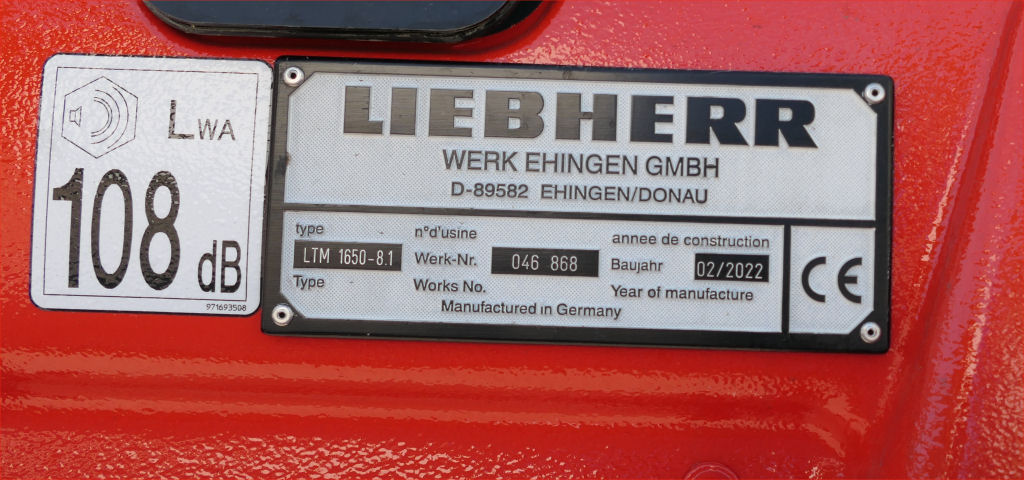 LWA
108 dB
971693508
LIEBHERR
WERK EHINGEN GMBH
D-89582 EHINGEN/DONAU
type
LTM 1650-8.1
Type
n°d'usine
Werk-Nr. 046 868
Works No.
annee de construction
Baujahr 02/2022
Year of manufacture
Manufactured in Germany
CE